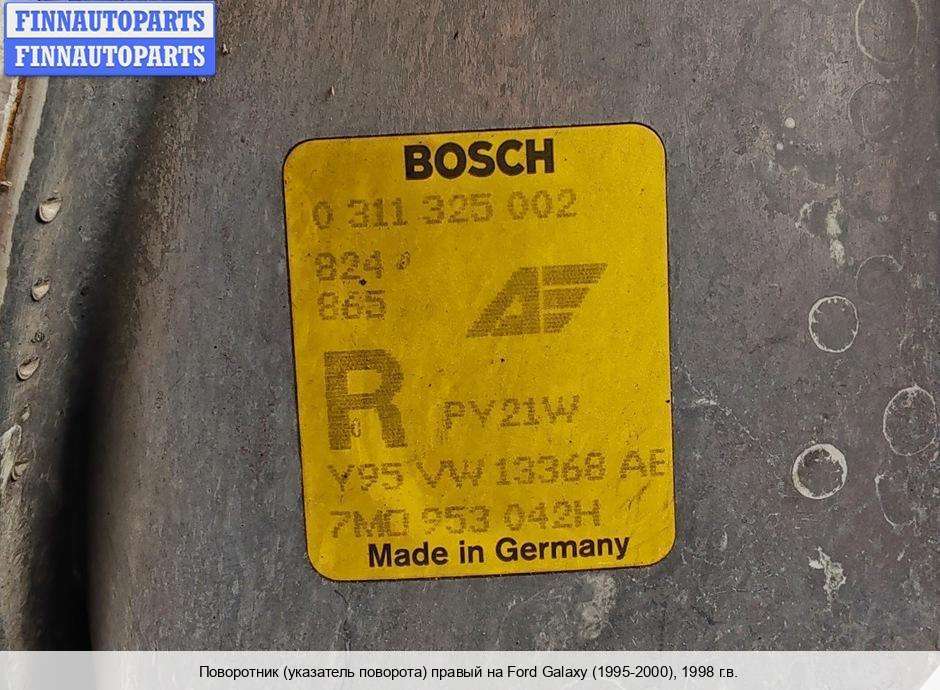 FINNAUTOPARTS
FINNAUTOPARTS
BOSCH
0 311 325 002
824
865
AE
R
PY21W
Y95 VW 13368 AE
7M0 953 042H
Made in Germany
Поворотник (указатель поворота) правый на Ford Galaxy (1995-2000), 1998 г.в.